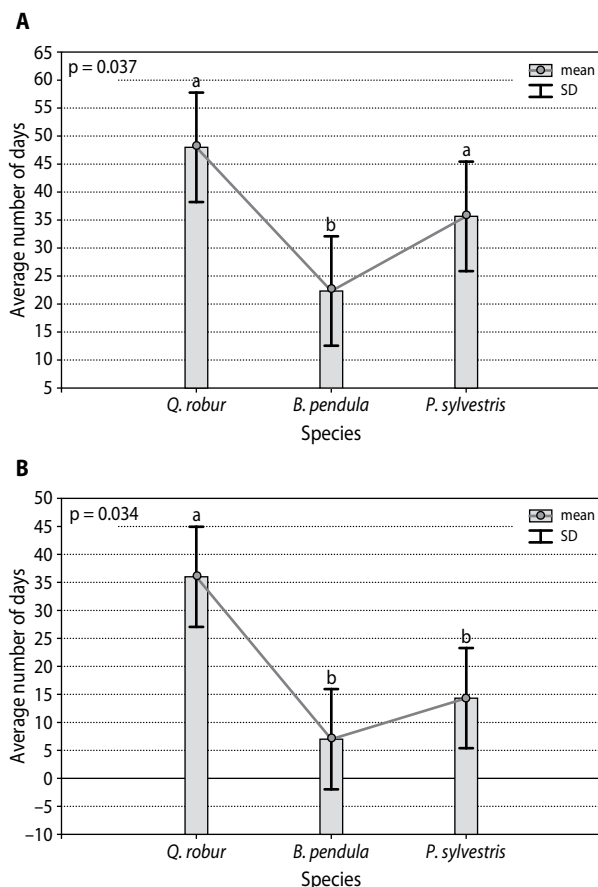 A
65
60
55
50
45
40
35
30
25
20
15
10
5
p = 0.037
mean
SD
a
b
a
Average number of days
Q. robur
B. pendula
P. sylvestris
Species
B
50
45
40
35
30
25
20
15
10
5
0
−5
−10
p = 0.034
mean
SD
a
b
b
Average number of days
Q. robur
B. pendula
P. sylvestris
Species